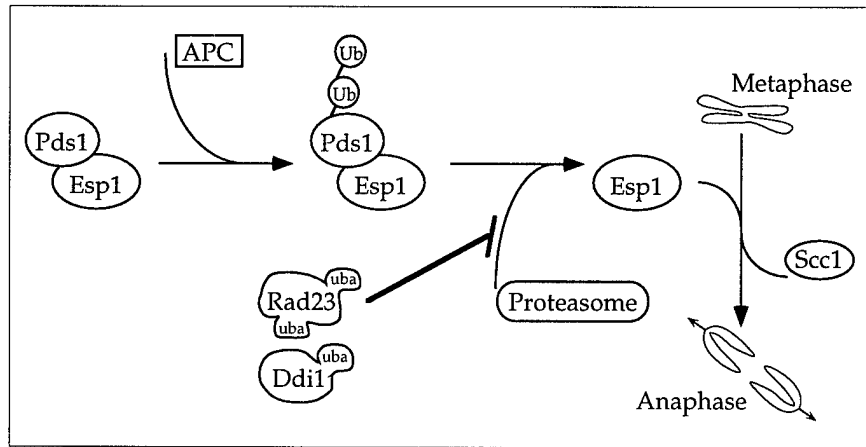 APC
Ub
Ub
Pds1
Esp1
Pds1
Esp1
Esp1
Metaphase
Scc1
Rad23
uba
uba
Ddi1
uba
Proteasome
Anaphase